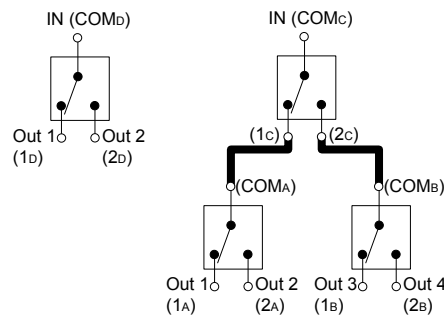 IN (COMD)
Out 1
(1D)
Out 2
(2D)
IN (COMC)
(1C)
(2C)
(COMA)
(COMB)
Out 1
(1A)
Out 2
(2A)
Out 3
(1B)
Out 4
(2B)